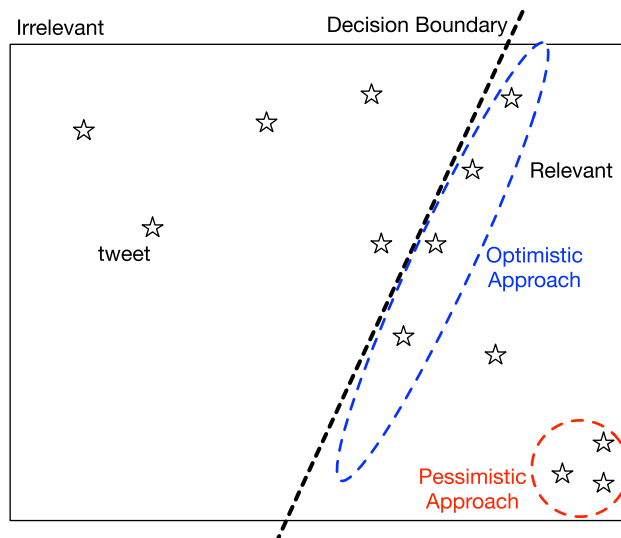 Irrelevant
Decision Boundary
Relevant
tweet
Optimistic
Approach
Pessimistic
Approach